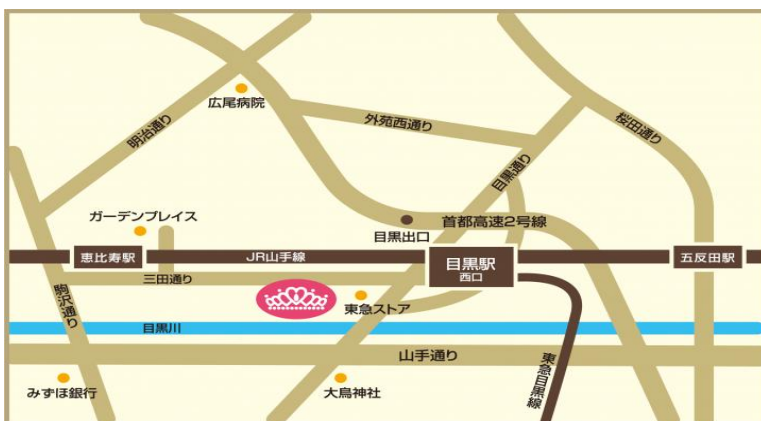 広尾病院
外苑西通り
桜田通り
明治通り
目黒通り
ガーデンプレイス
目黒出口
首都高速2号線
恵比寿駅
JR山手線
目黒駅
西口
五反田駅
三田通り
駒沢通り
東急ストア
目黒川
山手通り
東急目黒線
みずほ銀行
大鳥神社